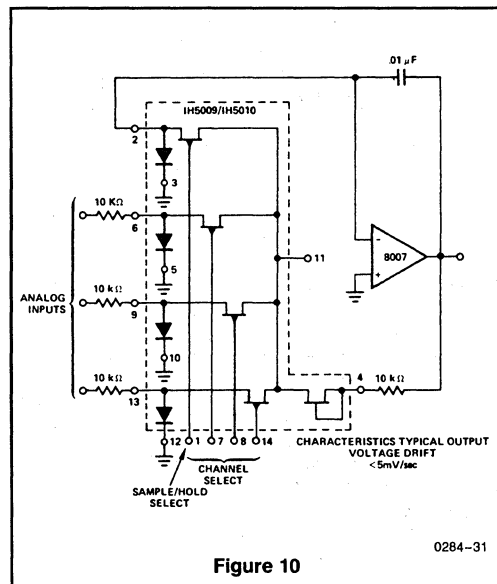 .01 µF
IH5009/IH5010
2
3
10 KΩ
6
5
11
-
8007
+
ANALOG
INPUTS
10 kΩ
9
10
10 kΩ
13
4
10 kΩ
12
1
7
8
14
CHARACTERISTICS TYPICAL OUTPUT
VOLTAGE DRIFT
<5mV/sec
CHANNEL
SELECT
SAMPLE/HOLD
SELECT
0284–31
Figure 10